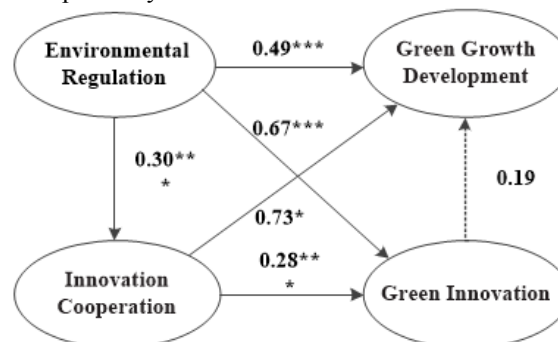 Environmental
Regulation
0.49***
Green Growth
Development
0.67***
0.30**
*
0.19
0.73*
0.28**
*
Innovation
Cooperation
Green Innovation